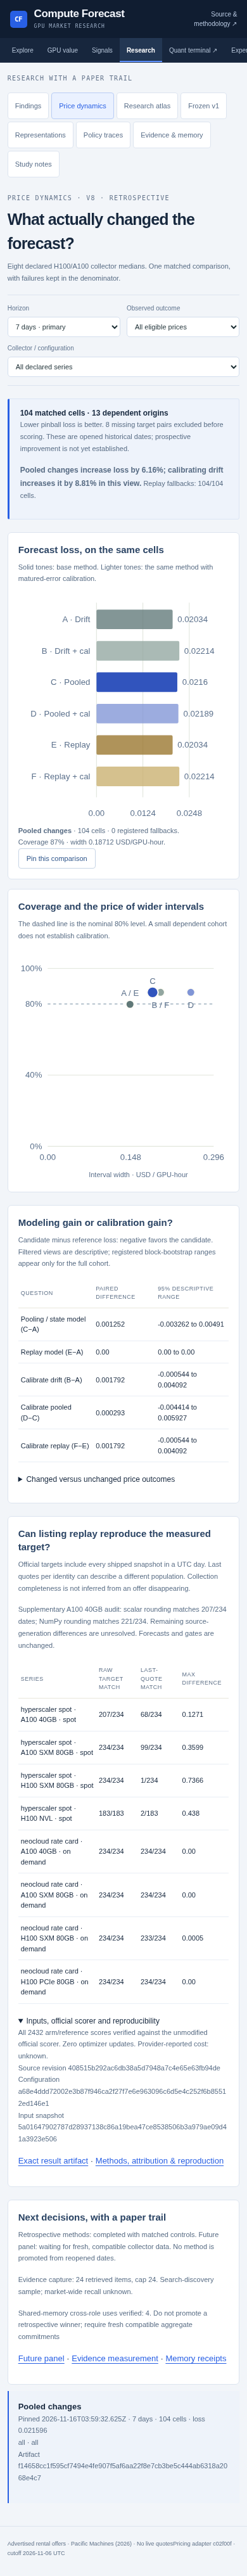 CF
Compute Forecast
GPU MARKET RESEARCH
Source &
methodology ↗
Explore GPU value Signals Research Quant terminal ↗ Exper
RESEARCH WITH A PAPER TRAIL
Findings Price dynamics Research atlas Frozen v1
Representations Policy traces Evidence & memory
Study notes
PRICE DYNAMICS · V8 · RETROSPECTIVE
What actually changed the
forecast?
Eight declared H100/A100 collector medians. One matched comparison,
with failures kept in the denominator.
Horizon
7 days · primary
Observed outcome
All eligible prices
Collector / configuration
All declared series
104 matched cells · 13 dependent origins
Lower pinball loss is better. 8 missing target pairs excluded before
scoring. These are opened historical dates; prospective
improvement is not yet established.
Pooled changes increase loss by 6.16%; calibrating drift
increases it by 8.81% in this view. Replay fallbacks: 104/104
cells.
Forecast loss, on the same cells
Solid tones: base method. Lighter tones: the same method with
matured-error calibration.
A · Drift 0.02034
B · Drift + cal 0.02214
C · Pooled 0.0216
D · Pooled + cal 0.02189
E · Replay 0.02034
F · Replay + cal 0.02214
0.00 0.0124 0.0248
Pooled changes · 104 cells · 0 registered fallbacks.
Coverage 87% · width 0.18712 USD/GPU-hour.
Pin this comparison
Coverage and the price of wider intervals
The dashed line is the nominal 80% level. A small dependent cohort
does not establish calibration.
100%
C
A / E
80%
B / F D
40%
0%
0.00 0.148 0.296
Interval width · USD / GPU-hour
Modeling gain or calibration gain?
Candidate minus reference loss: negative favors the candidate.
Filtered views are descriptive; registered block-bootstrap ranges
appear only for the full cohort.
QUESTION PAIRED DIFFERENCE 95% DESCRIPTIVE RANGE
Pooling / state model (C−A) 0.001252 -0.003262 to 0.00491
Replay model (E−A) 0.00 0.00 to 0.00
Calibrate drift (B−A) 0.001792 -0.000544 to 0.004092
Calibrate pooled (D−C) 0.000293 -0.004414 to 0.005927
Calibrate replay (F−E) 0.001792 -0.000544 to 0.004092
▶ Changed versus unchanged price outcomes
Can listing replay reproduce the measured
target?
Official targets include every shipped snapshot in a UTC day. Last
quotes per identity can describe a different population. Collection
completeness is not inferred from an offer disappearing.
Supplementary A100 40GB audit: scalar rounding matches 207/234
dates; NumPy rounding matches 221/234. Remaining source-
generation differences are unresolved. Forecasts and gates are
unchanged.
SERIES RAW TARGET MATCH LAST-QUOTE MATCH MAX DIFFERENCE
hyperscaler spot · A100 40GB · spot 207/234 68/234 0.1271
hyperscaler spot · A100 SXM 80GB · spot 234/234 99/234 0.3599
hyperscaler spot · H100 SXM 80GB · spot 234/234 1/234 0.7366
hyperscaler spot · H100 NVL · spot 183/183 2/183 0.438
neocloud rate card · A100 40GB · on demand 234/234 234/234 0.00
neocloud rate card · A100 SXM 80GB · on demand 234/234 234/234 0.00
neocloud rate card · H100 SXM 80GB · on demand 234/234 233/234 0.0005
neocloud rate card · H100 PCIe 80GB · on demand 234/234 234/234 0.00
▼ Inputs, official scorer and reproducibility
All 2432 arm/reference scores verified against the unmodified
official scorer. Zero optimizer updates. Provider-reported cost:
unknown.
Source revision 408515b292ac6db38a5d7948a7c4e65e63fb94de
Configuration
a68e4ddd72002e3b87f946ca2f27f7e6e963096c6d5e4c252f6b8551
2ed146e1
Input snapshot
5a01647902787d28937138c86a19bea47ce8538506b3a979ae09d4
1a3923e506
Exact result artifact · Methods, attribution & reproduction
Next decisions, with a paper trail
Retrospective methods: completed with matched controls. Future
panel: waiting for fresh, compatible collector data. No method is
promoted from reopened dates.
Evidence capture: 24 retrieved items, cap 24. Search-discovery
sample; market-wide recall unknown.
Shared-memory cross-role uses verified: 4. Do not promote a
retrospective winner; require fresh compatible aggregate
commitments
Future panel · Evidence measurement · Memory receipts
Pooled changes
Pinned 2026-11-16T03:59:32.625Z · 7 days · 104 cells · loss
0.021596
all · all
Artifact
f14658cc1f595cf7494e4fe907f5af6aa22f8e7cb3be5c444ab6318a20
68e4c7
Advertised rental offers · Pacific Machines (2026) · No live quotesPricing adapter c02f00f ·
cutoff 2026-11-06 UTC